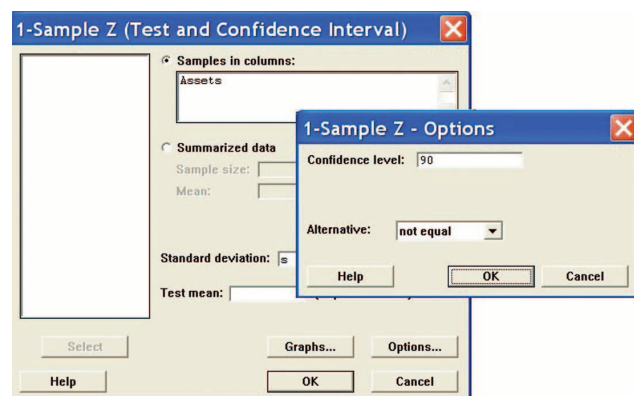 1-Sample Z (Test and Confidence Interval)
Samples in columns:
Assets
Summarized data
Sample size:
Mean:
Standard deviation: s
Test mean:
Select
Graphs...
Options...
Help
OK
Cancel
1-Sample Z - Options
Confidence level: 90
Alternative: not equal
Help
OK
Cancel